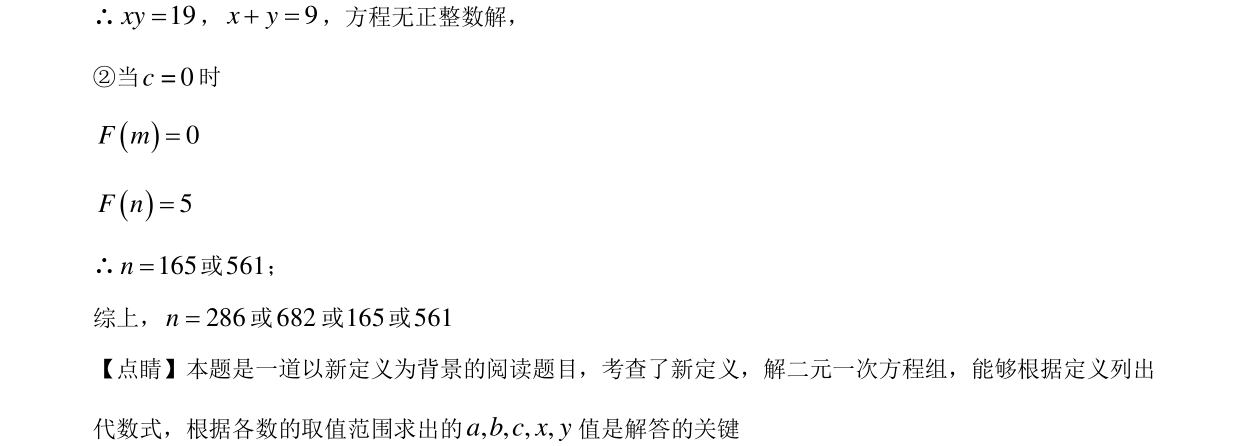 ∴ xy = 19，x + y = 9，方程无正整数解，
②当 c = 0 时
F(m) = 0
F(n) = 5
∴ n = 165 或 561；
综上，n = 286 或 682 或 165 或 561
【点睛】本题是一道以新定义为背景的阅读题目，考查了新定义，解二元一次方程组，能够根据定义列出
代数式，根据各数的取值范围求出的 a,b,c,x,y 值是解答的关键